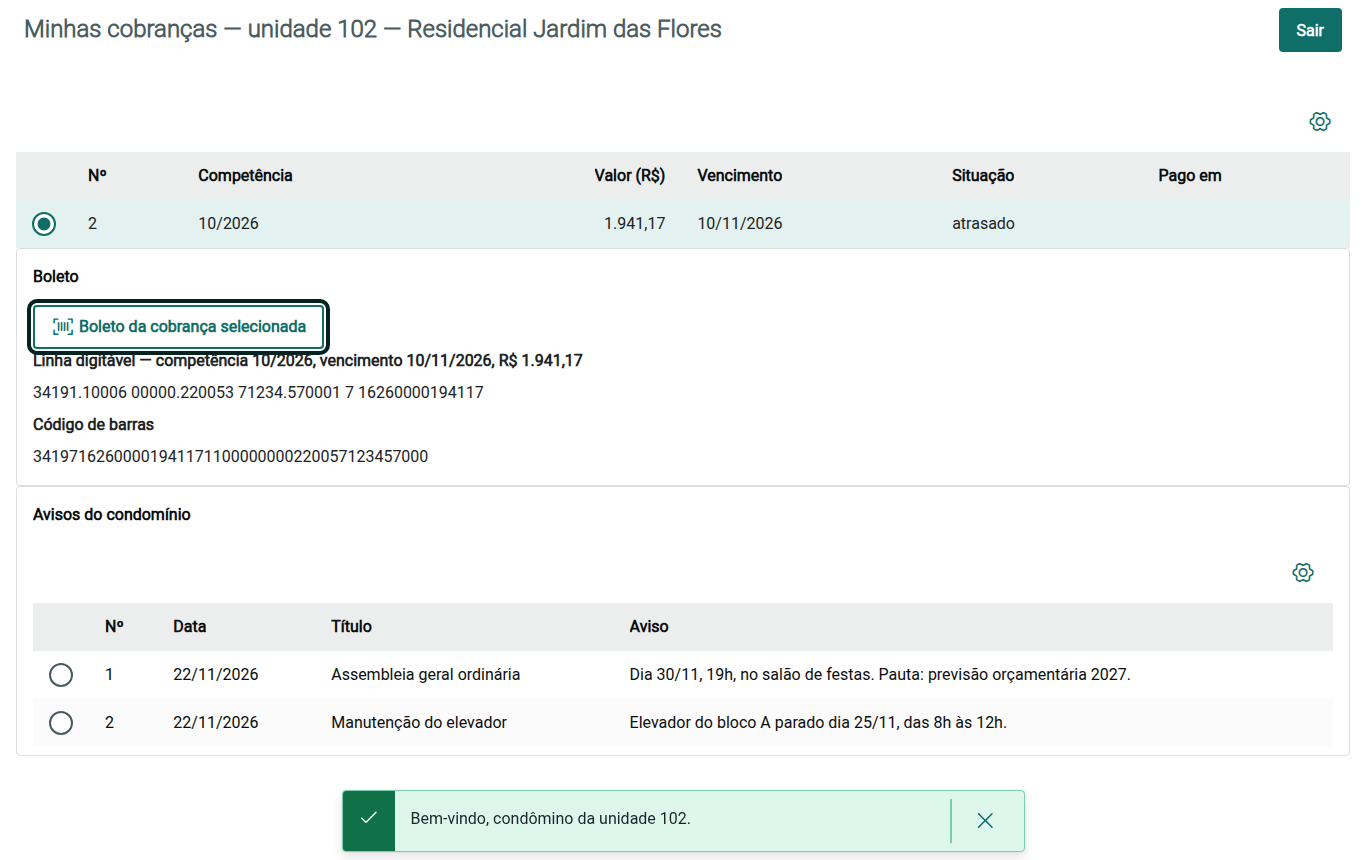 Minhas cobranças — unidade 102 — Residencial Jardim das Flores
Sair
Nº Competência Valor (R$) Vencimento Situação Pago em
2 10/2026 1.941,17 10/11/2026 atrasado
Boleto
Boleto da cobrança selecionada
Linha digitável — competência 10/2026, vencimento 10/11/2026, R$ 1.941,17
34191.10006 00000.220053 71234.570001 7 16260000194117
Código de barras
34197162600001941171100000000220057123457000
Avisos do condomínio
Nº Data Título Aviso
1 22/11/2026 Assembleia geral ordinária Dia 30/11, 19h, no salão de festas. Pauta: previsão orçamentária 2027.
2 22/11/2026 Manutenção do elevador Elevador do bloco A parado dia 25/11, das 8h às 12h.
Bem-vindo, condômino da unidade 102.